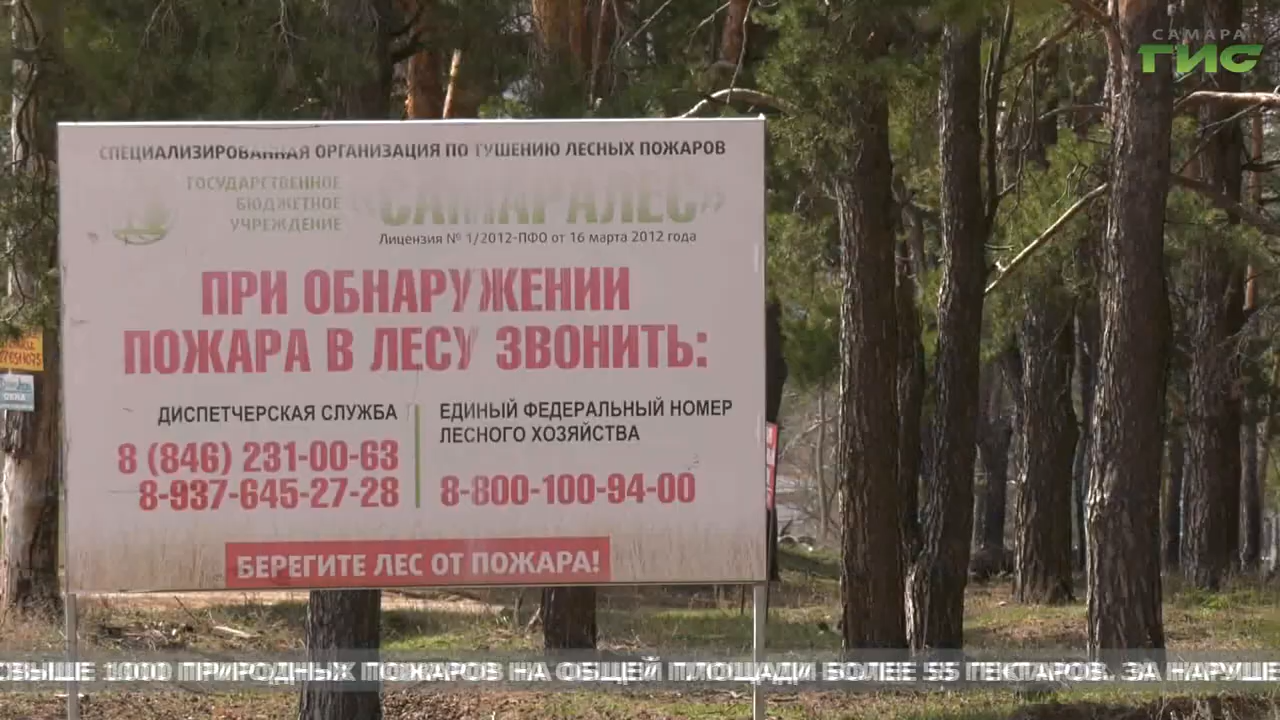 САМАРА
ГИС
СПЕЦИАЛИЗИРОВАННАЯ ОРГАНИЗАЦИЯ ПО ТУШЕНИЮ ЛЕСНЫХ ПОЖАРОВ
ГОСУДАРСТВЕННОЕ
БЮДЖЕТНОЕ
УЧРЕЖДЕНИЕ
«САМАРАЛЕС»
Лицензия № 1/2012-ПФО от 16 марта 2012 года
ПРИ ОБНАРУЖЕНИИ
ПОЖАРА В ЛЕСУ ЗВОНИТЬ:
ДИСПЕТЧЕРСКАЯ СЛУЖБА
8 (846) 231-00-63
8-937-645-27-28
ЕДИНЫЙ ФЕДЕРАЛЬНЫЙ НОМЕР
ЛЕСНОГО ХОЗЯЙСТВА
8-800-100-94-00
БЕРЕГИТЕ ЛЕС ОТ ПОЖАРА!
ОКНА
ВЫШЕ 1000 ПРИРОДНЫХ ПОЖАРОВ НА ОБЩЕЙ ПЛОЩАДИ БОЛЕЕ 55 ГЕКТАРОВ. ЗА НАРУШЕ